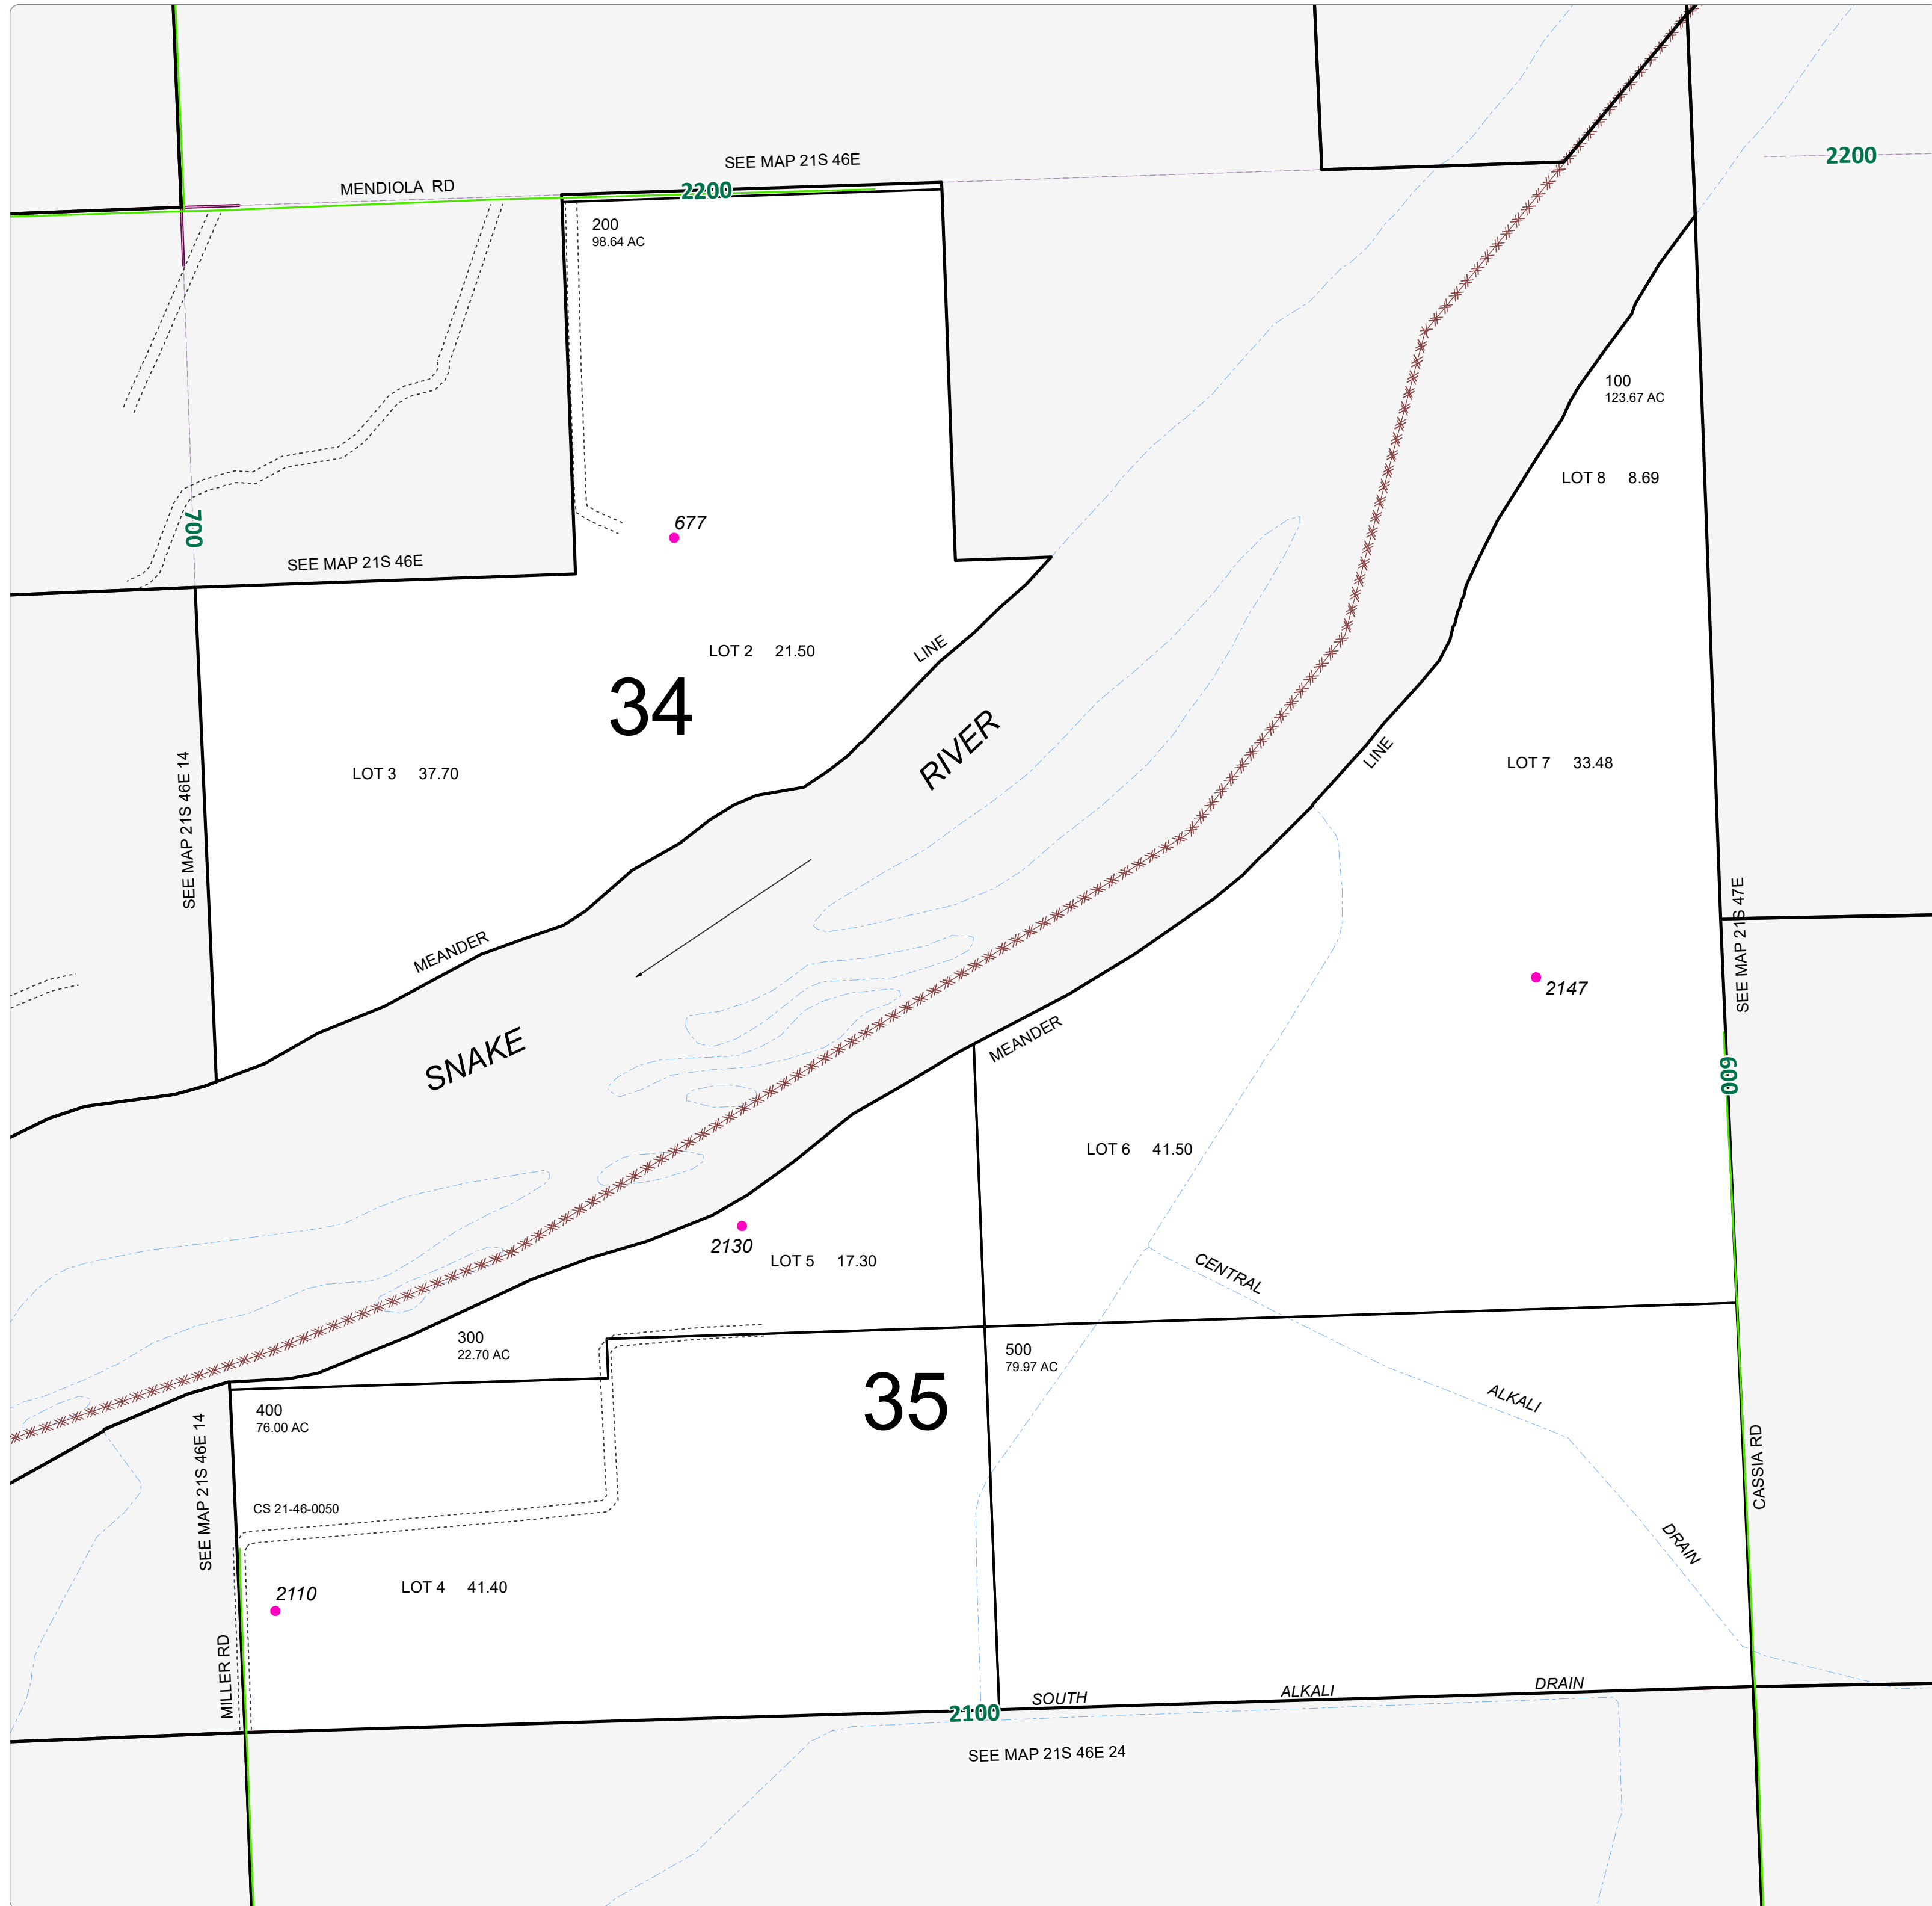 SEE MAP 21S 46E
2200
MENDIOLA RD
2200
200
98.64 AC
100
123.67 AC
LOT 8 8.69
677
700
SEE MAP 21S 46E
LOT 2 21.50
LINE
34
RIVER
LINE
LOT 7 33.48
LOT 3 37.70
SEE MAP 21S 46E 14
MEANDER
SEE MAP 21S 47E
2147
SNAKE
MEANDER
600
LOT 6 41.50
2130
LOT 5 17.30
CENTRAL
300
22.70 AC
500
79.97 AC
35
400
76.00 AC
ALKALI
SEE MAP 21S 46E 14
CASSIA RD
CS 21-46-0050
DRAIN
2110
LOT 4 41.40
MILLER RD
SOUTH ALKALI DRAIN
2100
SEE MAP 21S 46E 24